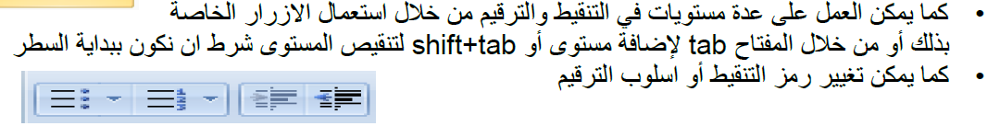 • كما يمكن العمل على عدة مستويات في التنقيط والترقيم من خلال استعمال الازرار الخاصة
بذلك أو من خلال المفتاح tab لإضافة مستوى أو shift+tab لتنقيص المستوى شرط ان نكون ببداية السطر
• كما يمكن تغيير رمز التنقيط أو اسلوب الترقيم